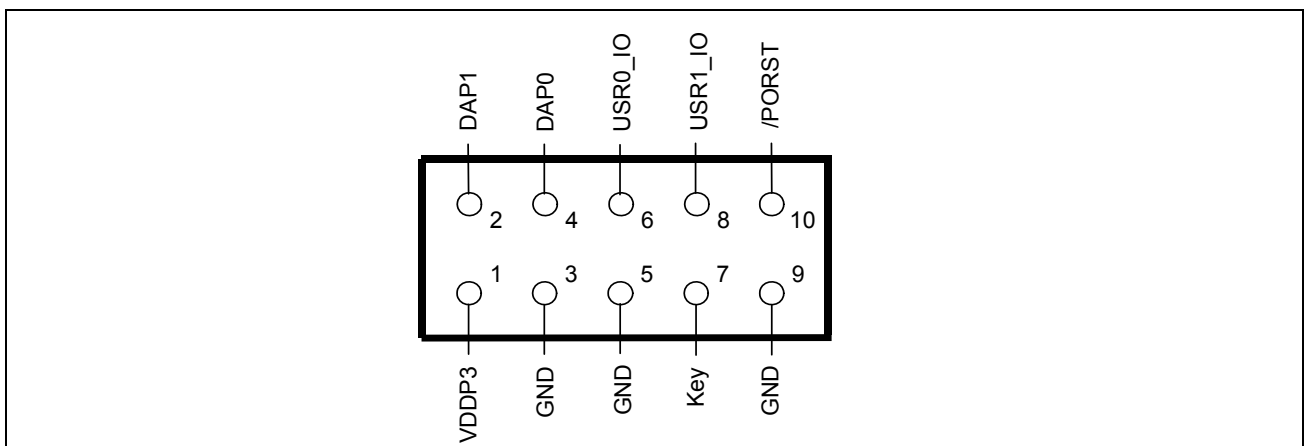 DAP1
DAP0
USR0_IO
USR1_IO
/PORST
2
4
6
8
10
1
3
5
7
9
VDDP3
GND
GND
Key
GND